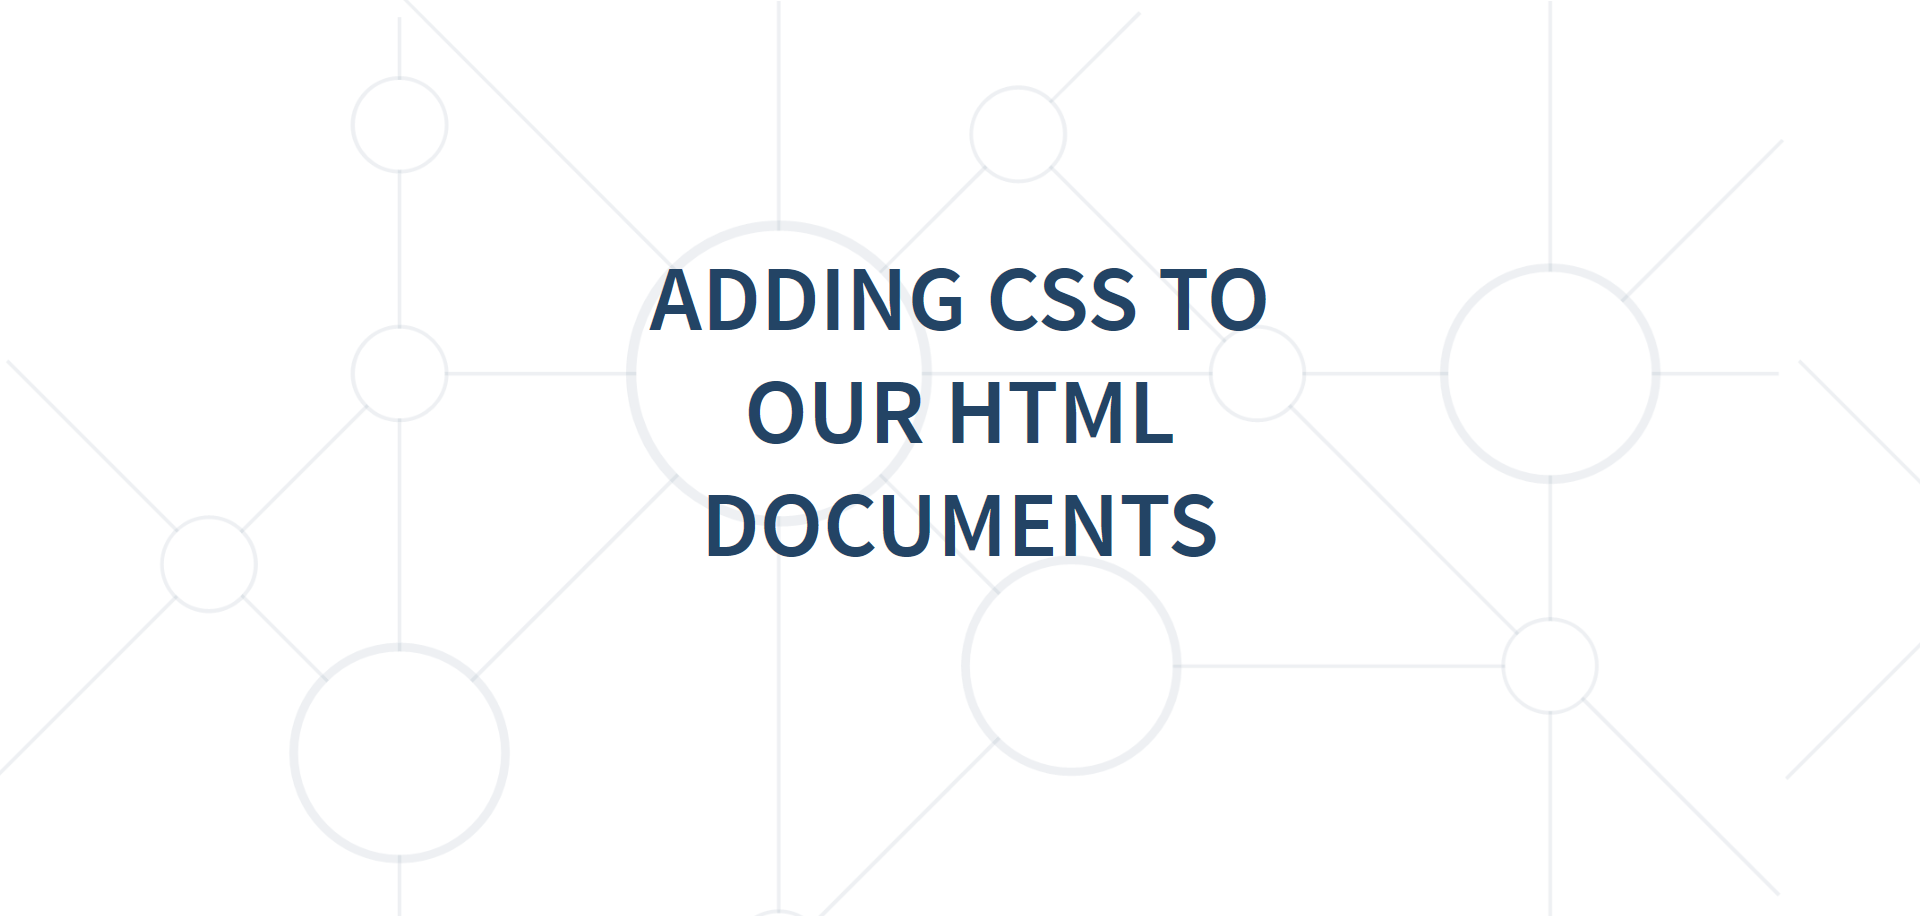 ADDING CSS TO
OUR HTML
DOCUMENTS